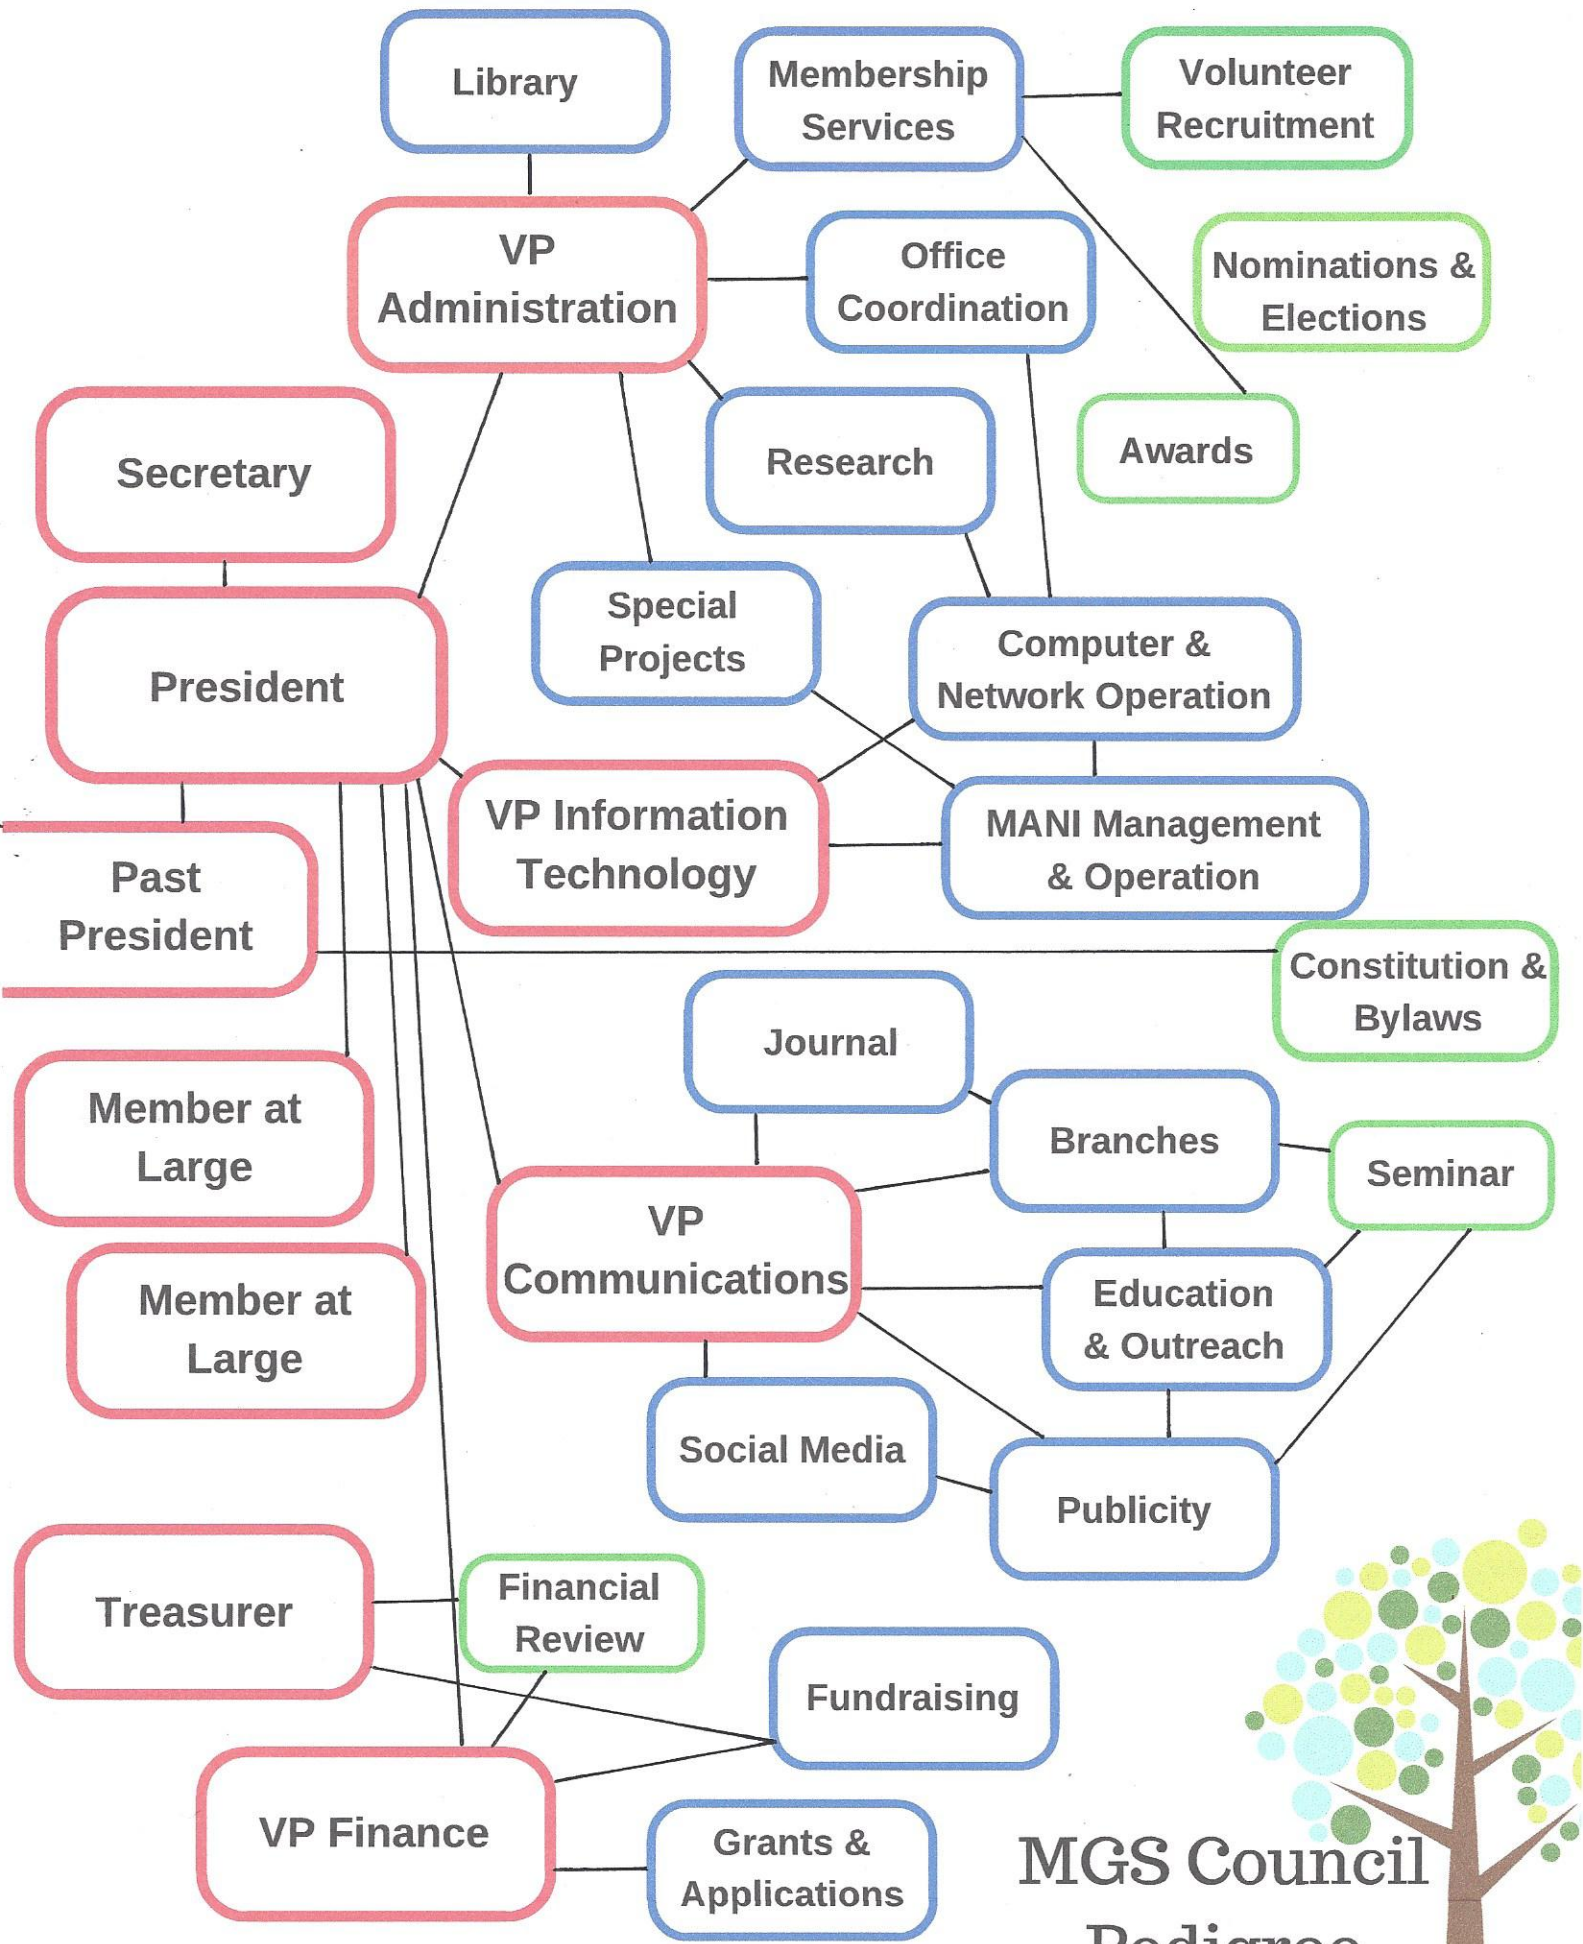 Library
Membership
Services
Volunteer
Recruitment
VP
Administration
Office
Coordination
Nominations &
Elections
Secretary
Research
Awards
President
Special
Projects
Computer &
Network Operation
VP Information
Technology
MANI Management
& Operation
Past
President
Constitution &
Bylaws
Journal
Member at
Large
Branches
Seminar
VP
Communications
Member at
Large
Education
& Outreach
Social Media
Publicity
Treasurer
Financial
Review
Fundraising
VP Finance
Grants &
Applications
MGS Council
Pedigree